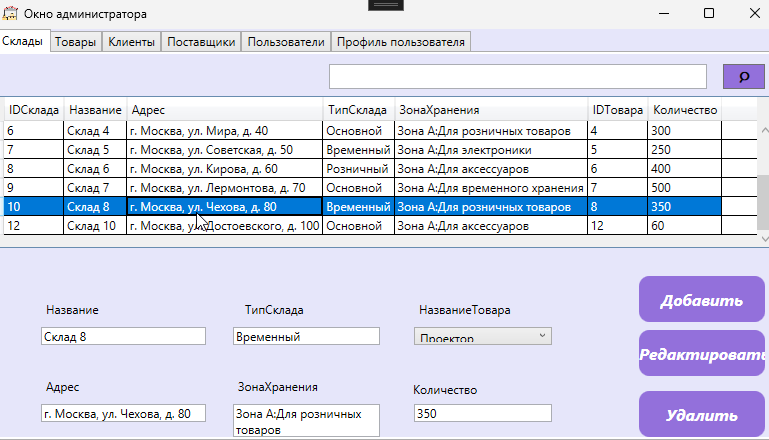 Окно администратора
Склады Товары Клиенты Поставщики Пользователи Профиль пользователя
IDСклада Название Адрес ТипСклада ЗонаХранения IDТовара Количество
6 Склад 4 г. Москва, ул. Мира, д. 40 Основной Зона А:Для розничных товаров 4 300
7 Склад 5 г. Москва, ул. Советская, д. 50 Временный Зона А:Для электроники 5 250
8 Склад 6 г. Москва, ул. Кирова, д. 60 Розничный Зона А:Для аксессуаров 6 400
9 Склад 7 г. Москва, ул. Лермонтова, д. 70 Основной Зона А:Для временного хранения 7 500
10 Склад 8 г. Москва, ул. Чехова, д. 80 Временный Зона А:Для розничных товаров 8 350
12 Склад 10 г. Москва, ул. Достоевского, д. 100 Основной Зона А:Для аксессуаров 12 60
Название ТипСклада НазваниеТовара
Добавить
Склад 8 Временный Проектор
Редактировать
Адрес ЗонаХранения Количество
г. Москва, ул. Чехова, д. 80 Зона А:Для розничных 350
товаров
Удалить